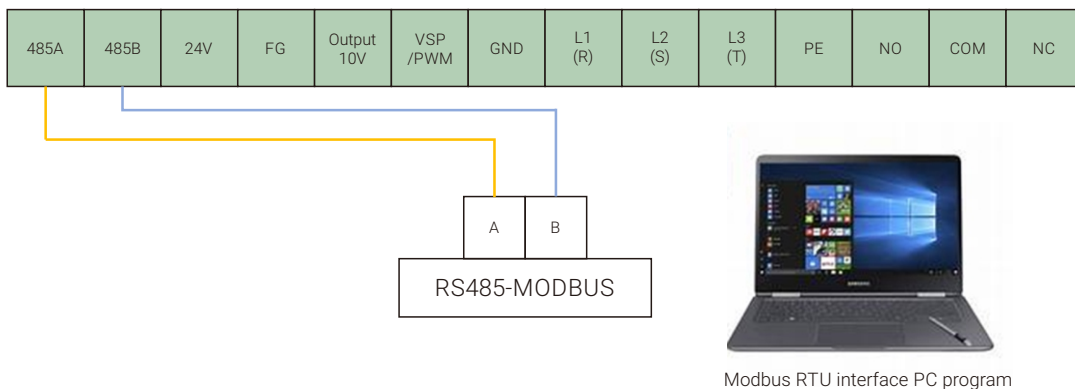 485A
485B
24V
FG
Output
10V
VSP
/PWM
GND
L1
(R)
L2
(S)
L3
(T)
PE
NO
COM
NC
A
B
RS485-MODBUS
SAMSUNG
Modbus RTU interface PC program